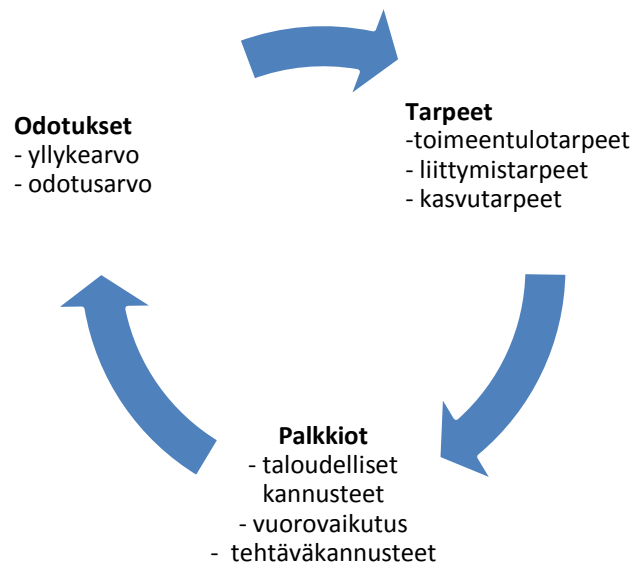 Odotukset
- yllykearvo
- odotusarvo
Tarpeet
-toimeentulotarpeet
- liittymistarpeet
- kasvutarpeet
Palkkiot
- taloudelliset
kannusteet
- vuorovaikutus
- tehtäväkannusteet